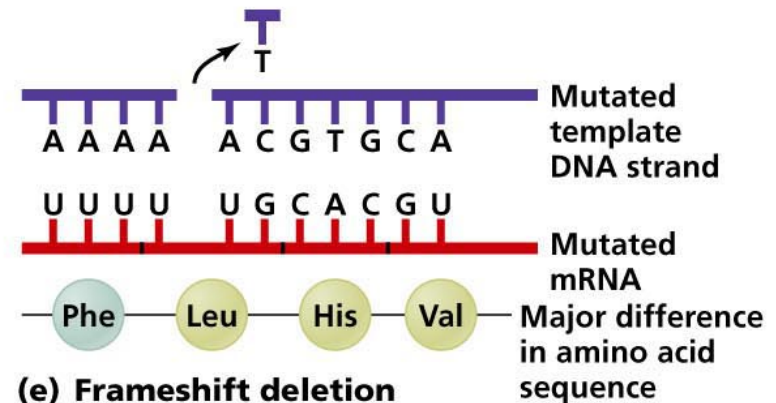 T
A A A A A C G T G C A
Mutated
template
DNA strand
U U U U U G C A C G U
Mutated
mRNA
Phe Leu His Val
Major difference
in amino acid
sequence
(e) Frameshift deletion